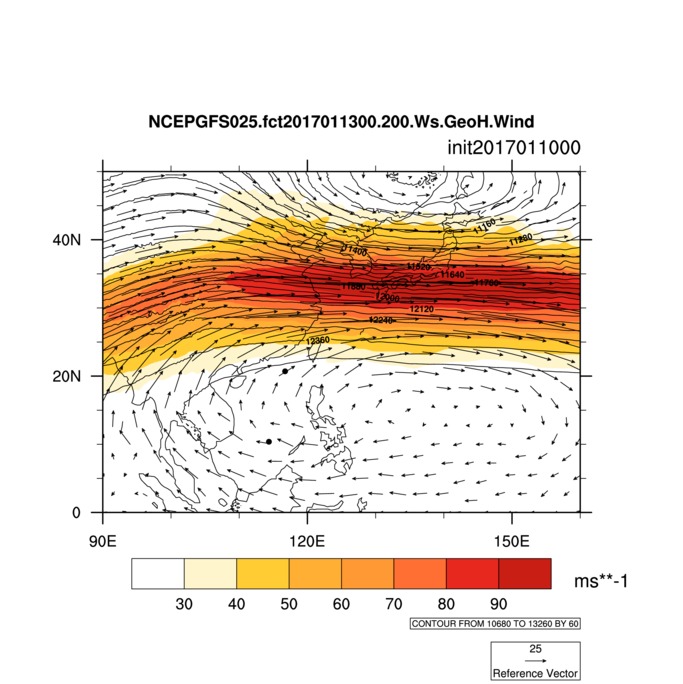 NCEPGFS025.fct2017011300.200.Ws.GeoH.Wind
init2017011000
11160
11280
11400
11520
11640
11760
11880
12000
12120
12240
12360
40N
20N
0
90E 120E 150E
30 40 50 60 70 80 90
ms**-1
CONTOUR FROM 10680 TO 13260 BY 60
25
Reference Vector